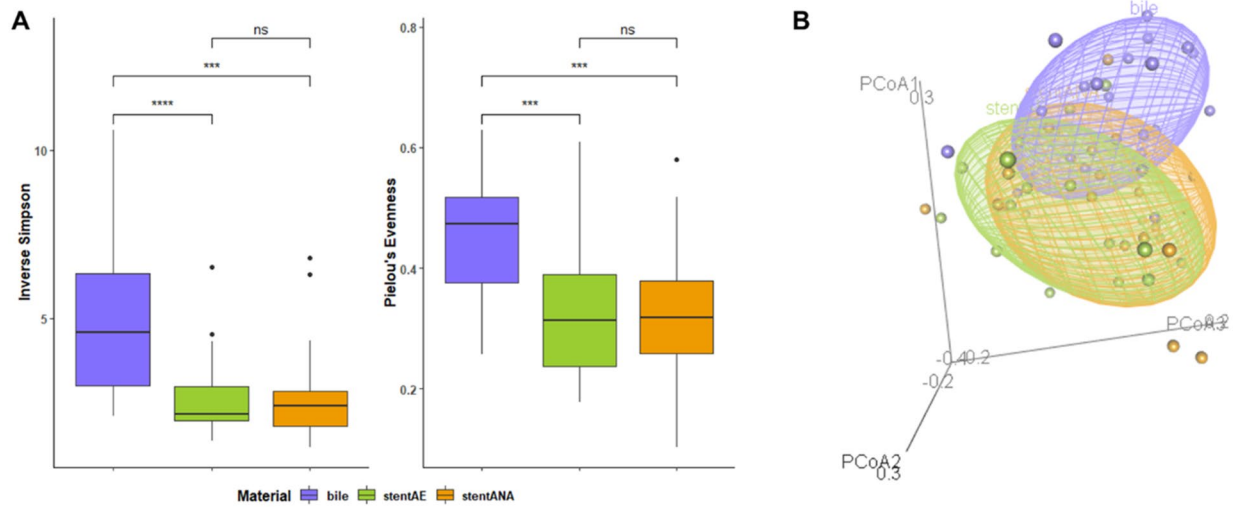 A
B
Inverse Simpson
10
5
ns
***
****
Pielou's Evenness
0.8
0.6
0.4
0.2
ns
***
***
Material bile stentAE stentANA
bile
PCoA1
0.3
PCoA3
-0.2
PCoA2
0.3